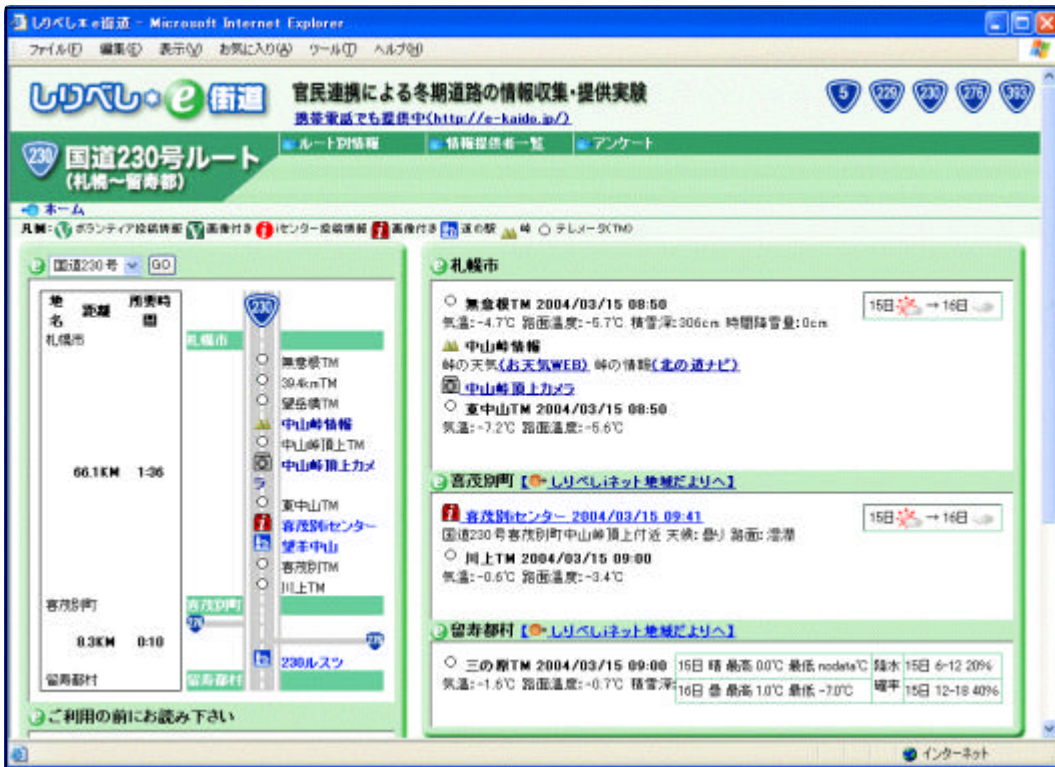 しりべしe街道 - Microsoft Internet Explorer
ファイル(F) 編集(E) 表示(V) お気に入り(A) ツール(T) ヘルプ(H)
しりべしe街道
官民連携による冬期道路の情報収集・提供実験
携帯電話でも提供中(http://e-kaido.jp/)
5 229 230 276 393
230 国道230号ルート
(札幌～留寿都)
ルート別情報 情報提供者一覧 アンケート
ホーム
凡例: ボランティア投稿情報 画像付き iセンター投稿情報 画像付き 道の駅 峠 テレメータ(TM)
国道230号 GO
地名 距離 所要時間
230
札幌市 札幌市
無意根TM
39.4kmTM
望岳橋TM
中山峠情報
中山峠頂上TM
中山峠頂上カメラ
66.1KM 1:36
東中山TM
喜茂別iセンター
望羊中山
喜茂別TM
川上TM
喜茂別町 喜茂別町
276
8.3KM 0:10
276
230ルスツ
留寿都村 留寿都村
ご利用の前にお読み下さい
札幌市
無意根TM 2004/03/15 08:50
気温:-4.7℃ 路面温度:-5.7℃ 積雪深:306cm 時間降雪量:0cm
15日 → 16日
中山峠情報
峠の天気(お天気WEB) 峠の情報(北の道ナビ)
中山峠頂上カメラ
東中山TM 2004/03/15 08:50
気温:-7.2℃ 路面温度:-5.6℃
喜茂別町 【しりべしiネット地域だよりへ】
喜茂別iセンター 2004/03/15 09:41
国道230号喜茂別町中山峠頂上付近 天候:曇り 路面:湿潤
15日 → 16日
川上TM 2004/03/15 09:00
気温:-0.6℃ 路面温度:-3.4℃
留寿都村 【しりべしiネット地域だよりへ】
三の原TM 2004/03/15 09:00
気温:-1.6℃ 路面温度:-0.7℃ 積雪深:
15日 晴 最高 0.0℃ 最低 nodata℃
16日 曇 最高 1.0℃ 最低 -7.0℃
降水確率
15日 6-12 20%
15日 12-18 40%
インターネット